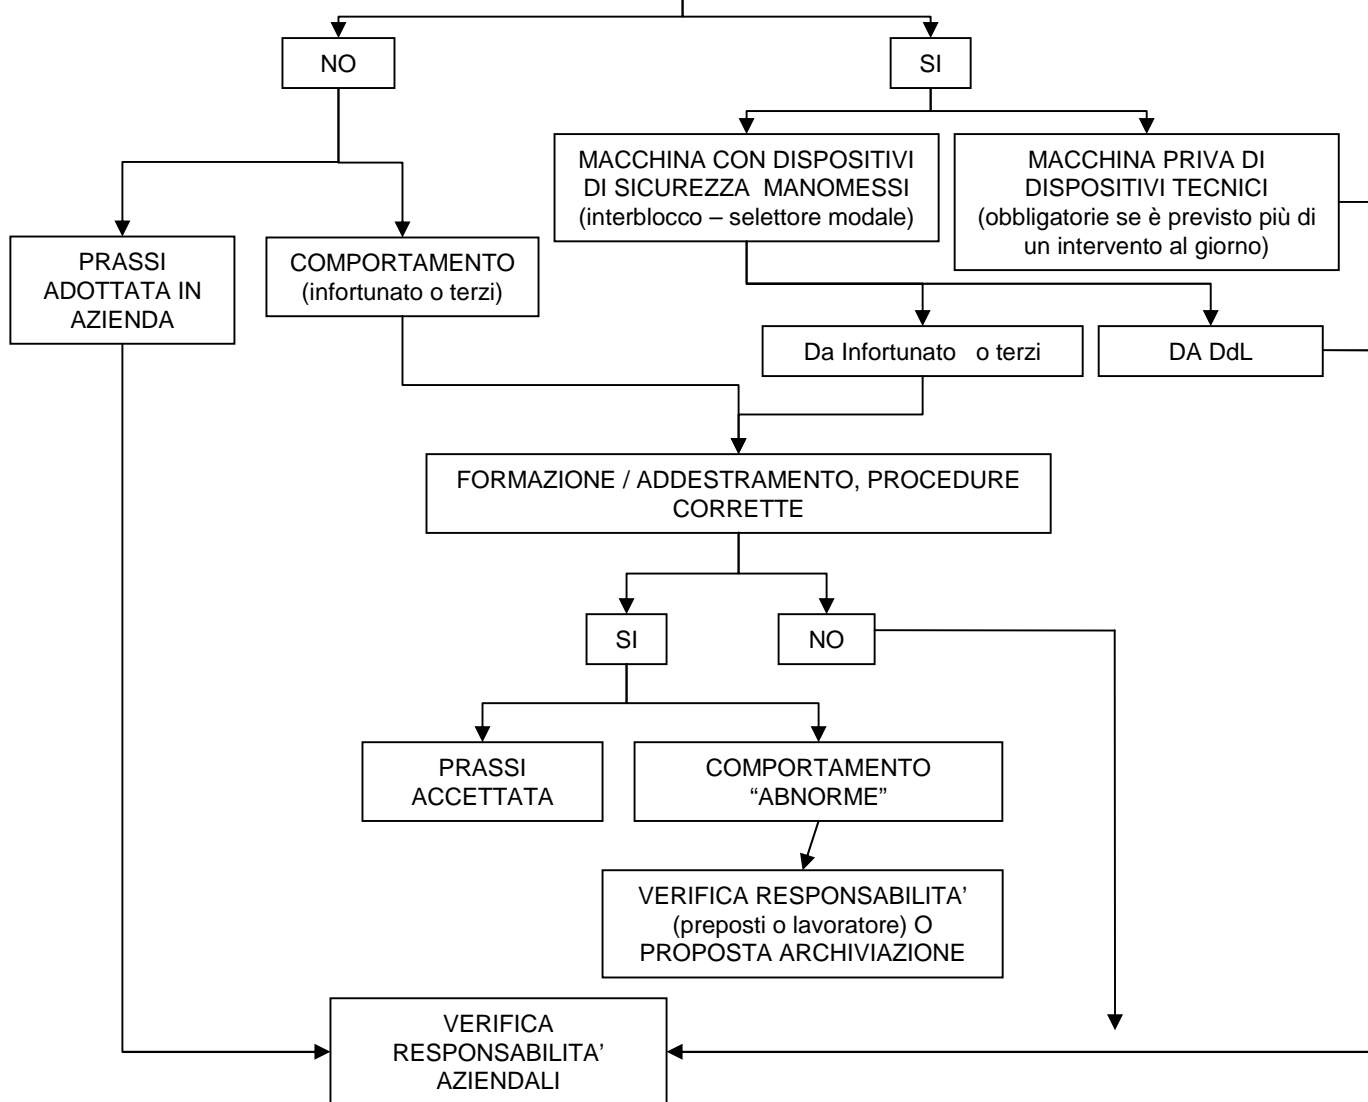 NO
SI
MACCHINA CON DISPOSITIVI
DI SICUREZZA MANOMESSI
(interblocco – selettore modale)
MACCHINA PRIVA DI
DISPOSITIVI TECNICI
(obbligatorie se è previsto più di
un intervento al giorno)
PRASSI
ADOTTATA IN
AZIENDA
COMPORTAMENTO
(infortunato o terzi)
Da Infortunato o terzi
DA DdL
FORMAZIONE / ADDESTRAMENTO, PROCEDURE
CORRETTE
SI
NO
PRASSI
ACCETTATA
COMPORTAMENTO
“ABNORME”
VERIFICA RESPONSABILITA’
(preposti o lavoratore) O
PROPOSTA ARCHIVIAZIONE
VERIFICA
RESPONSABILITA’
AZIENDALI